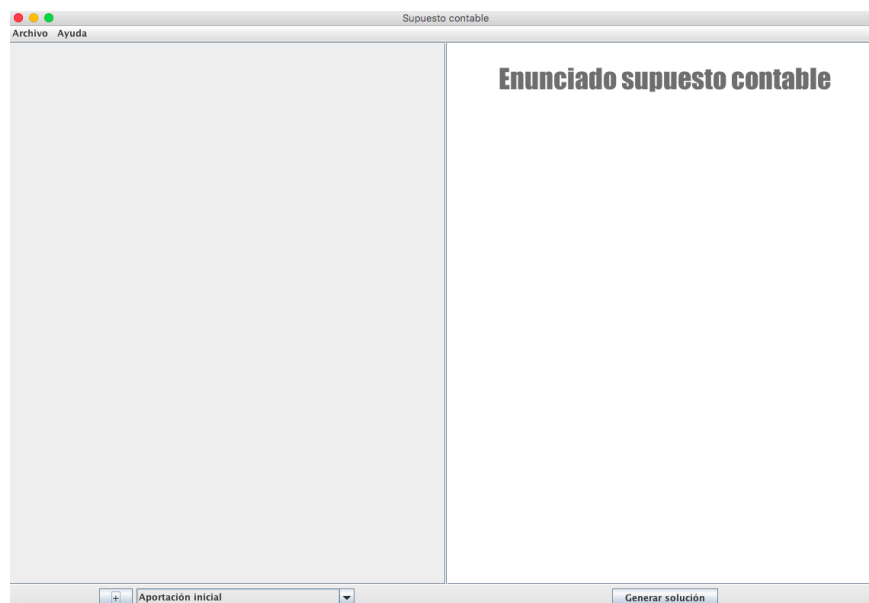 Supuesto contable
Archivo Ayuda
Enunciado supuesto contable
+ Aportación inicial
Generar solución